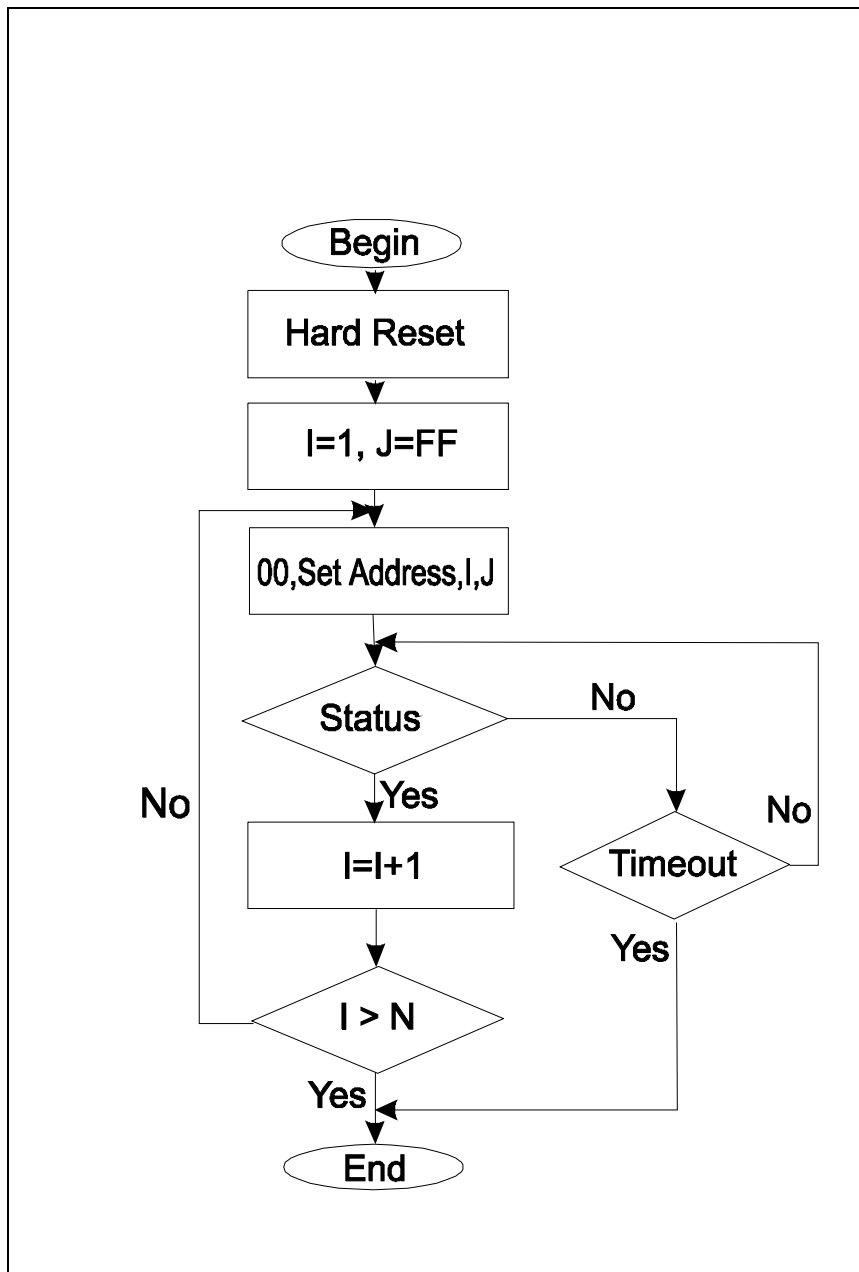 Begin
Hard Reset
I=1, J=FF
00,Set Address,I,J
Status
No
Yes
No
No
I=I+1
Timeout
Yes
I > N
Yes
End